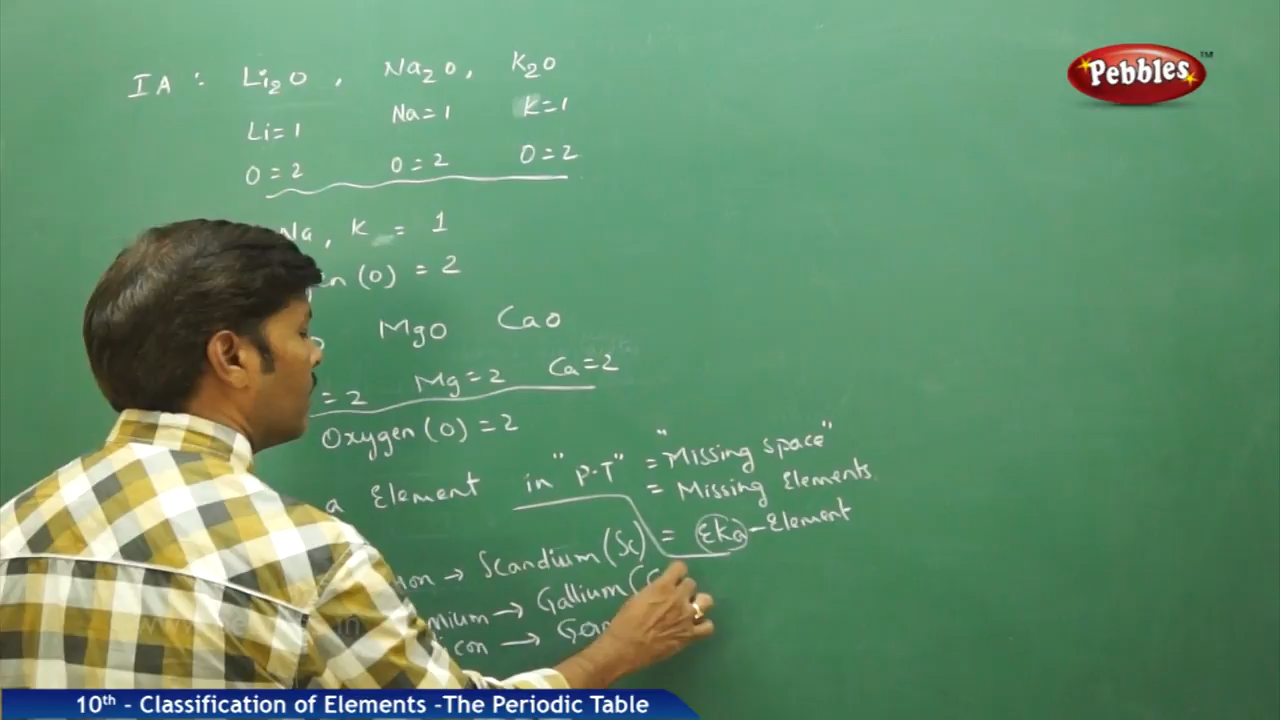 IA : Li₂O , Na₂O , K₂O
Li=1 Na=1 K=1
O=2 O=2 O=2
Na, K = 1
(O) = 2
MgO CaO
= 2 Mg=2 Ca=2
Oxygen (O) = 2
a Element in "P.T" = "Missing space"
= Missing Elements
→ Scandium (Sc) = Eka - Element
→ Gallium
→
Pebbles™
10th - Classification of Elements -The Periodic Table